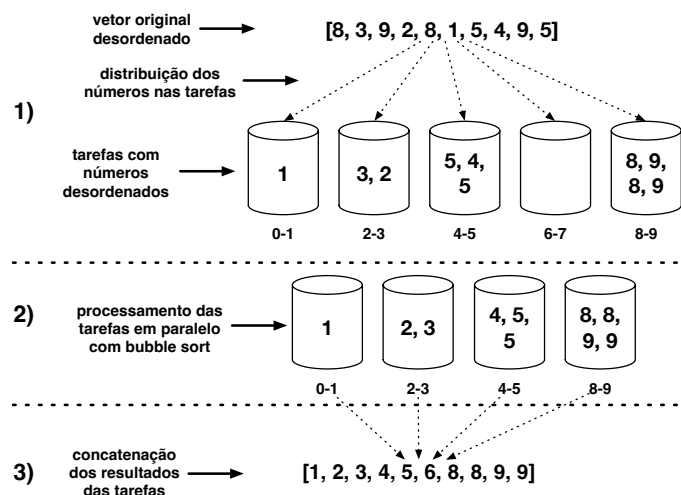 vetor original
desordenado
[8, 3, 9, 2, 8, 1, 5, 4, 9, 5]
distribuição dos
números nas tarefas
1)
tarefas com
números
desordenados
1
3, 2
5, 4,
5
8, 9,
8, 9
0-1
2-3
4-5
6-7
8-9
2)
processamento das
tarefas em paralelo
com bubble sort
1
2, 3
4, 5,
5
8, 8,
9, 9
0-1
2-3
4-5
8-9
3)
concatenação
dos resultados
das tarefas
[1, 2, 3, 4, 5, 6, 8, 8, 9, 9]